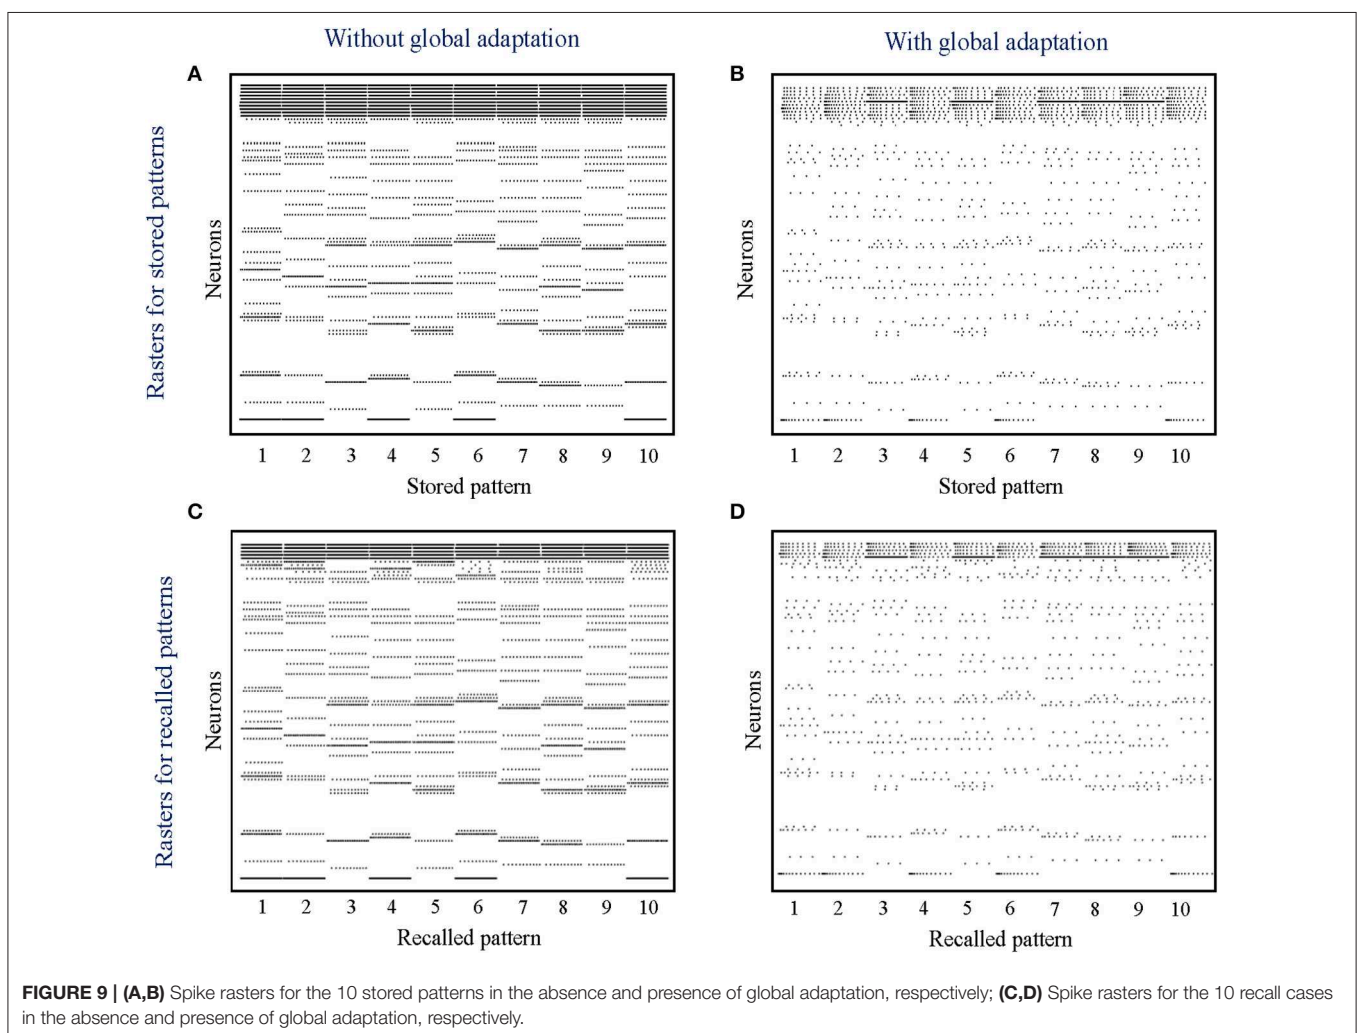 Without global adaptation
With global adaptation
A
B
Rasters for stored patterns
Neurons
Neurons
1 2 3 4 5 6 7 8 9 10
1 2 3 4 5 6 7 8 9 10
Stored pattern
Stored pattern
C
D
Rasters for recalled patterns
Neurons
Neurons
1 2 3 4 5 6 7 8 9 10
1 2 3 4 5 6 7 8 9 10
Recalled pattern
Recalled pattern
FIGURE 9 | (A,B) Spike rasters for the 10 stored patterns in the absence and presence of global adaptation, respectively; (C,D) Spike rasters for the 10 recall cases
in the absence and presence of global adaptation, respectively.